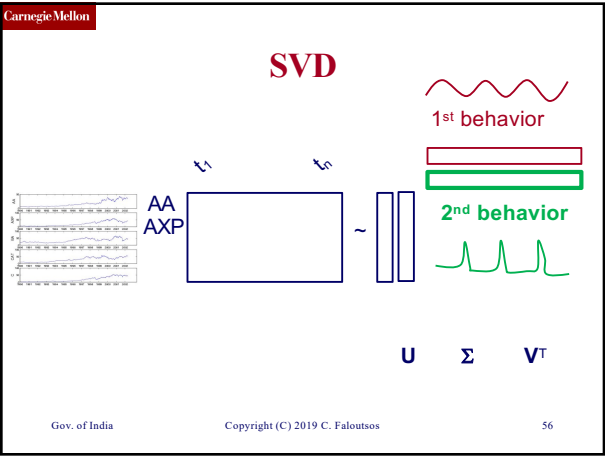 Carnegie Mellon
SVD
1st behavior
t1 tn
AA
AXP
~
2nd behavior
U Σ VT
Gov. of India Copyright (C) 2019 C. Faloutsos 56